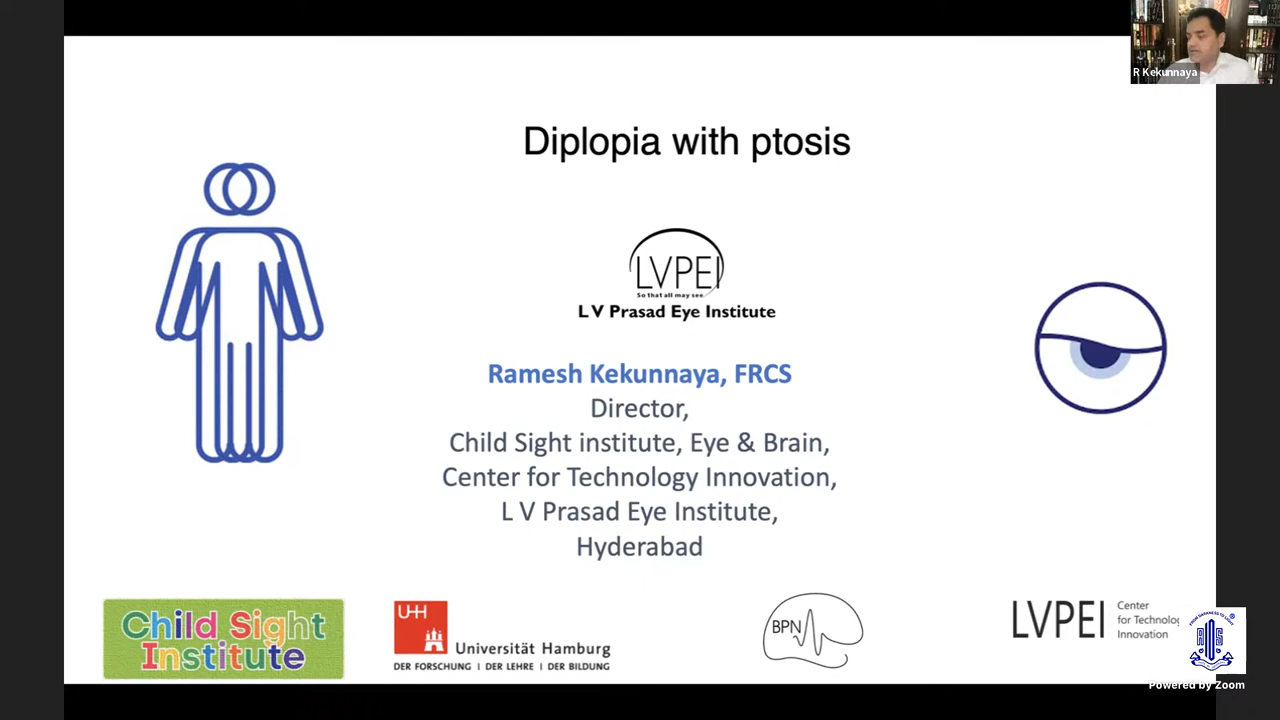 R Kekunnaya
Diplopia with ptosis
LVPEI
So that all may see
L V Prasad Eye Institute
Ramesh Kekunnaya, FRCS
Director,
Child Sight institute, Eye & Brain,
Center for Technology Innovation,
L V Prasad Eye Institute,
Hyderabad
Child Sight
Institute
UHH
Universität Hamburg
DER FORSCHUNG | DER LEHRE | DER BILDUNG
BPN
LVPEI
Center
for Technolog
Innovation
Powered by Zoom